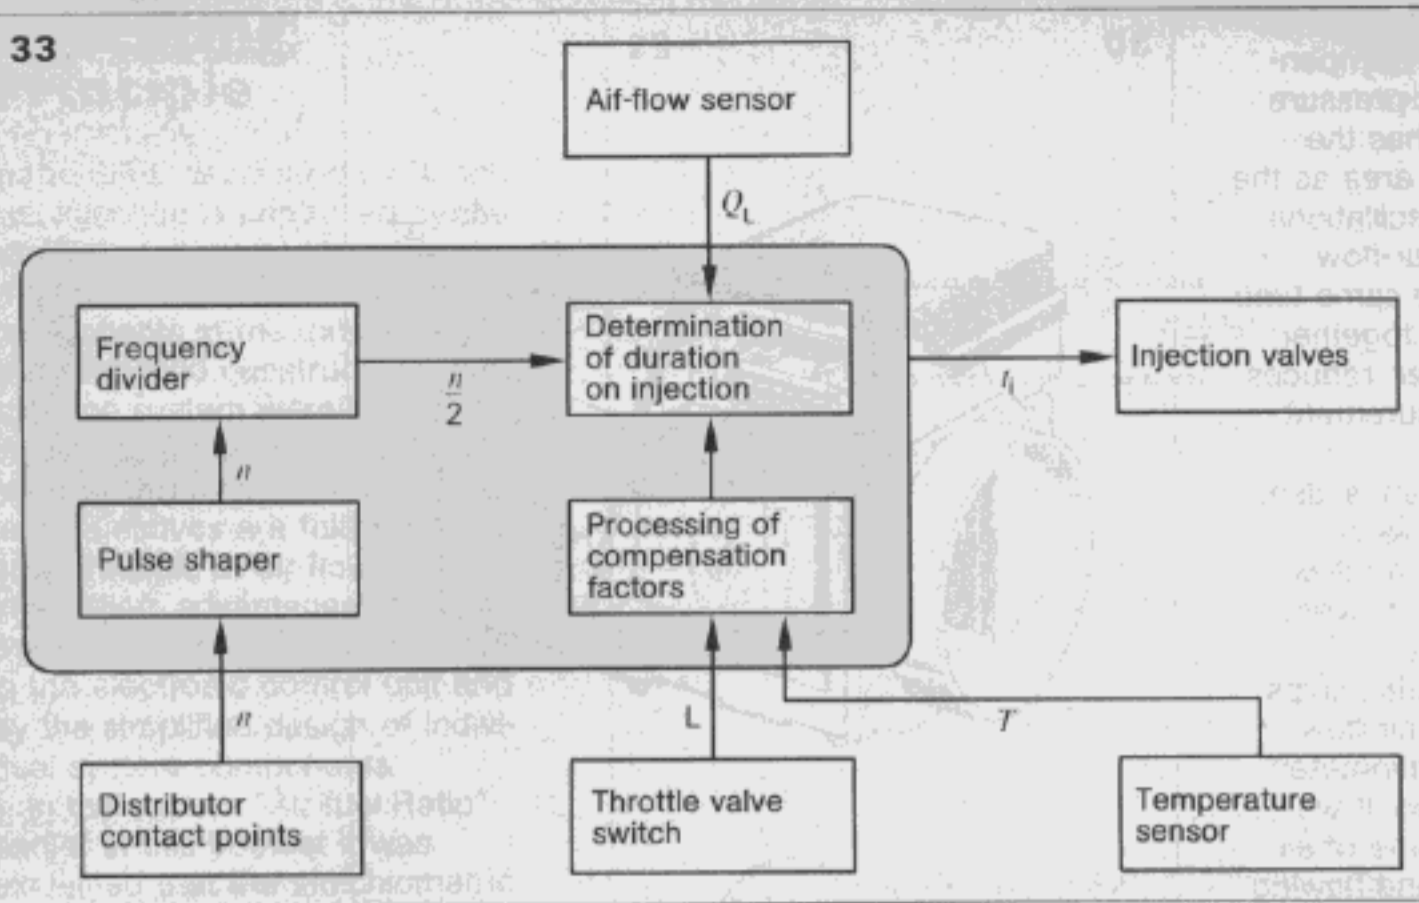 33
Aif-flow sensor
Q_L
Frequency
divider
n
2
Determination
of duration
on injection
t_i
Injection valves
n
Pulse shaper
Processing of
compensation
factors
n
L
T
Distributor
contact points
Throttle valve
switch
Temperature
sensor